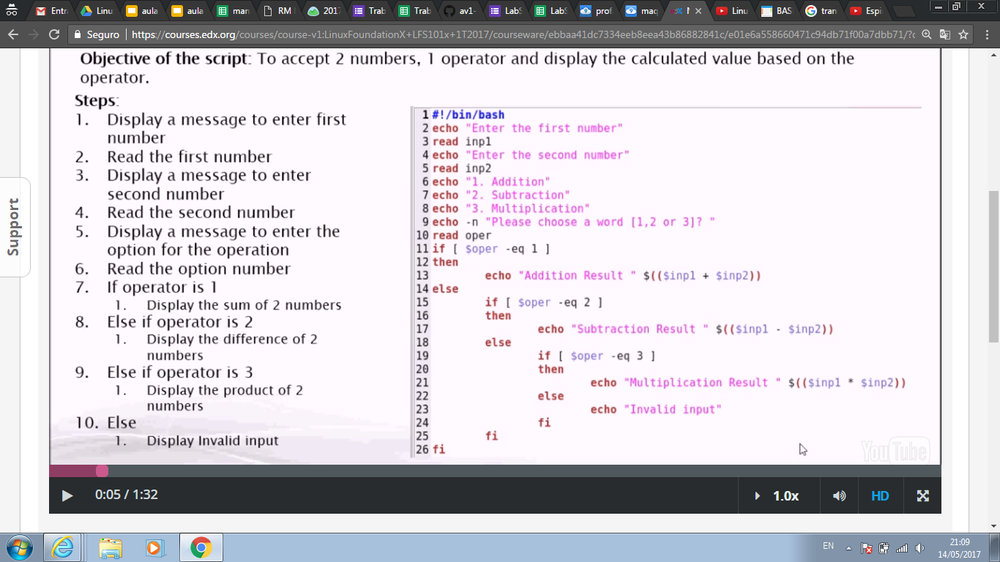 Entra
Linu
aula
aula
man
RM
2017
Trab
Trab
av1-
LabS
LabS
prof
maq
N
Linu
BAS
tran
Espi
Seguro
https://courses.edx.org/courses/course-v1:LinuxFoundationX+LFS101x+1T2017/courseware/ebbaa41dc7334eeb8eea43b86882841c/e01e6a558660471c94db71f00a7dbb71/?c
Objective of the script: To accept 2 numbers, 1 operator and display the calculated value based on the
operator.
Steps:
1. Display a message to enter first
number
2. Read the first number
3. Display a message to enter
second number
4. Read the second number
5. Display a message to enter the
option for the operation
6. Read the option number
7. If operator is 1
1. Display the sum of 2 numbers
8. Else if operator is 2
1. Display the difference of 2
numbers
9. Else if operator is 3
1. Display the product of 2
numbers
10. Else
1. Display Invalid input
1 #!/bin/bash
2 echo "Enter the first number"
3 read inp1
4 echo "Enter the second number"
5 read inp2
6 echo "1. Addition"
7 echo "2. Subtraction"
8 echo "3. Multiplication"
9 echo -n "Please choose a word [1,2 or 3]? "
10 read oper
11 if [ $oper -eq 1 ]
12 then
13 echo "Addition Result " $(($inp1 + $inp2))
14 else
15 if [ $oper -eq 2 ]
16 then
17 echo "Subtraction Result " $(($inp1 - $inp2))
18 else
19 if [ $oper -eq 3 ]
20 then
21 echo "Multiplication Result " $(($inp1 * $inp2))
22 else
23 echo "Invalid input"
24 fi
25 fi
26 fi
Support
YouTube
0:05 / 1:32
1.0x
HD
EN
21:09
14/05/2017